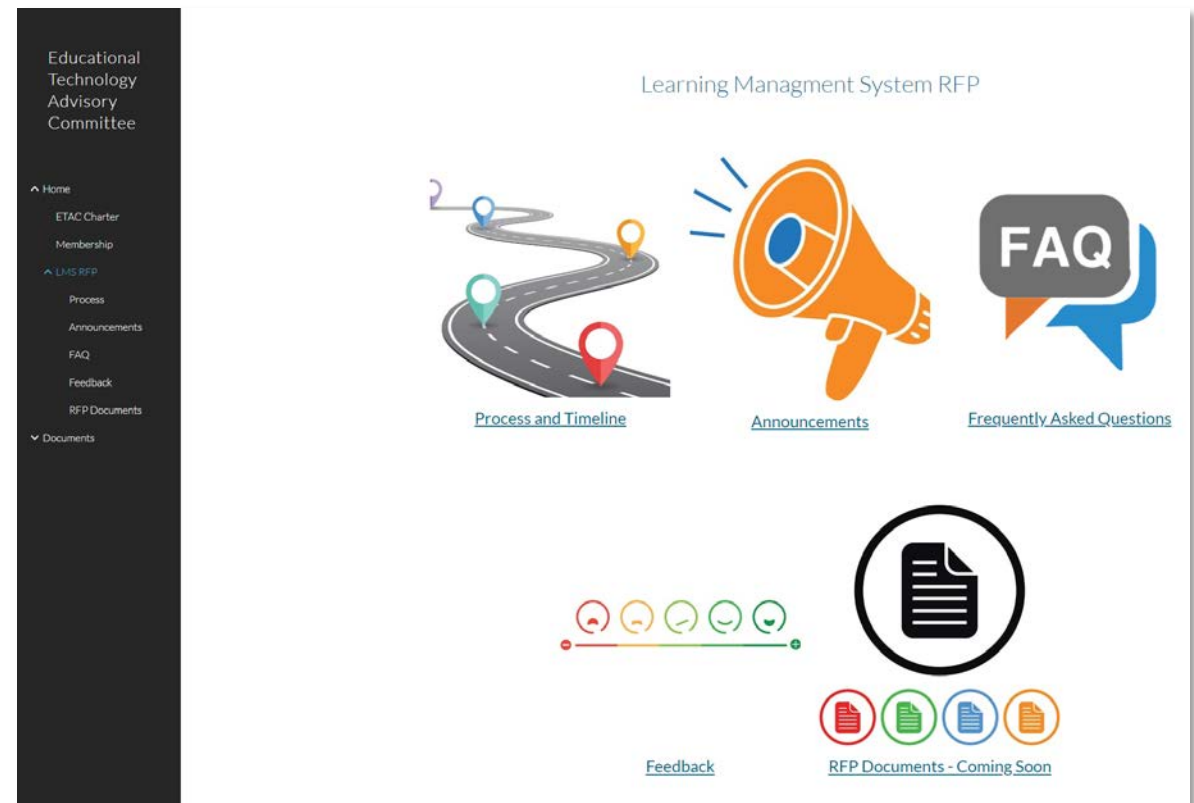 Educational
Technology
Advisory
Committee
Home
ETAC Charter
Membership
LMS RFP
Process
Announcements
FAQ
Feedback
RFP Documents
Documents
Learning Managment System RFP
FAQ
Process and Timeline
Announcements
Frequently Asked Questions
Feedback
RFP Documents - Coming Soon